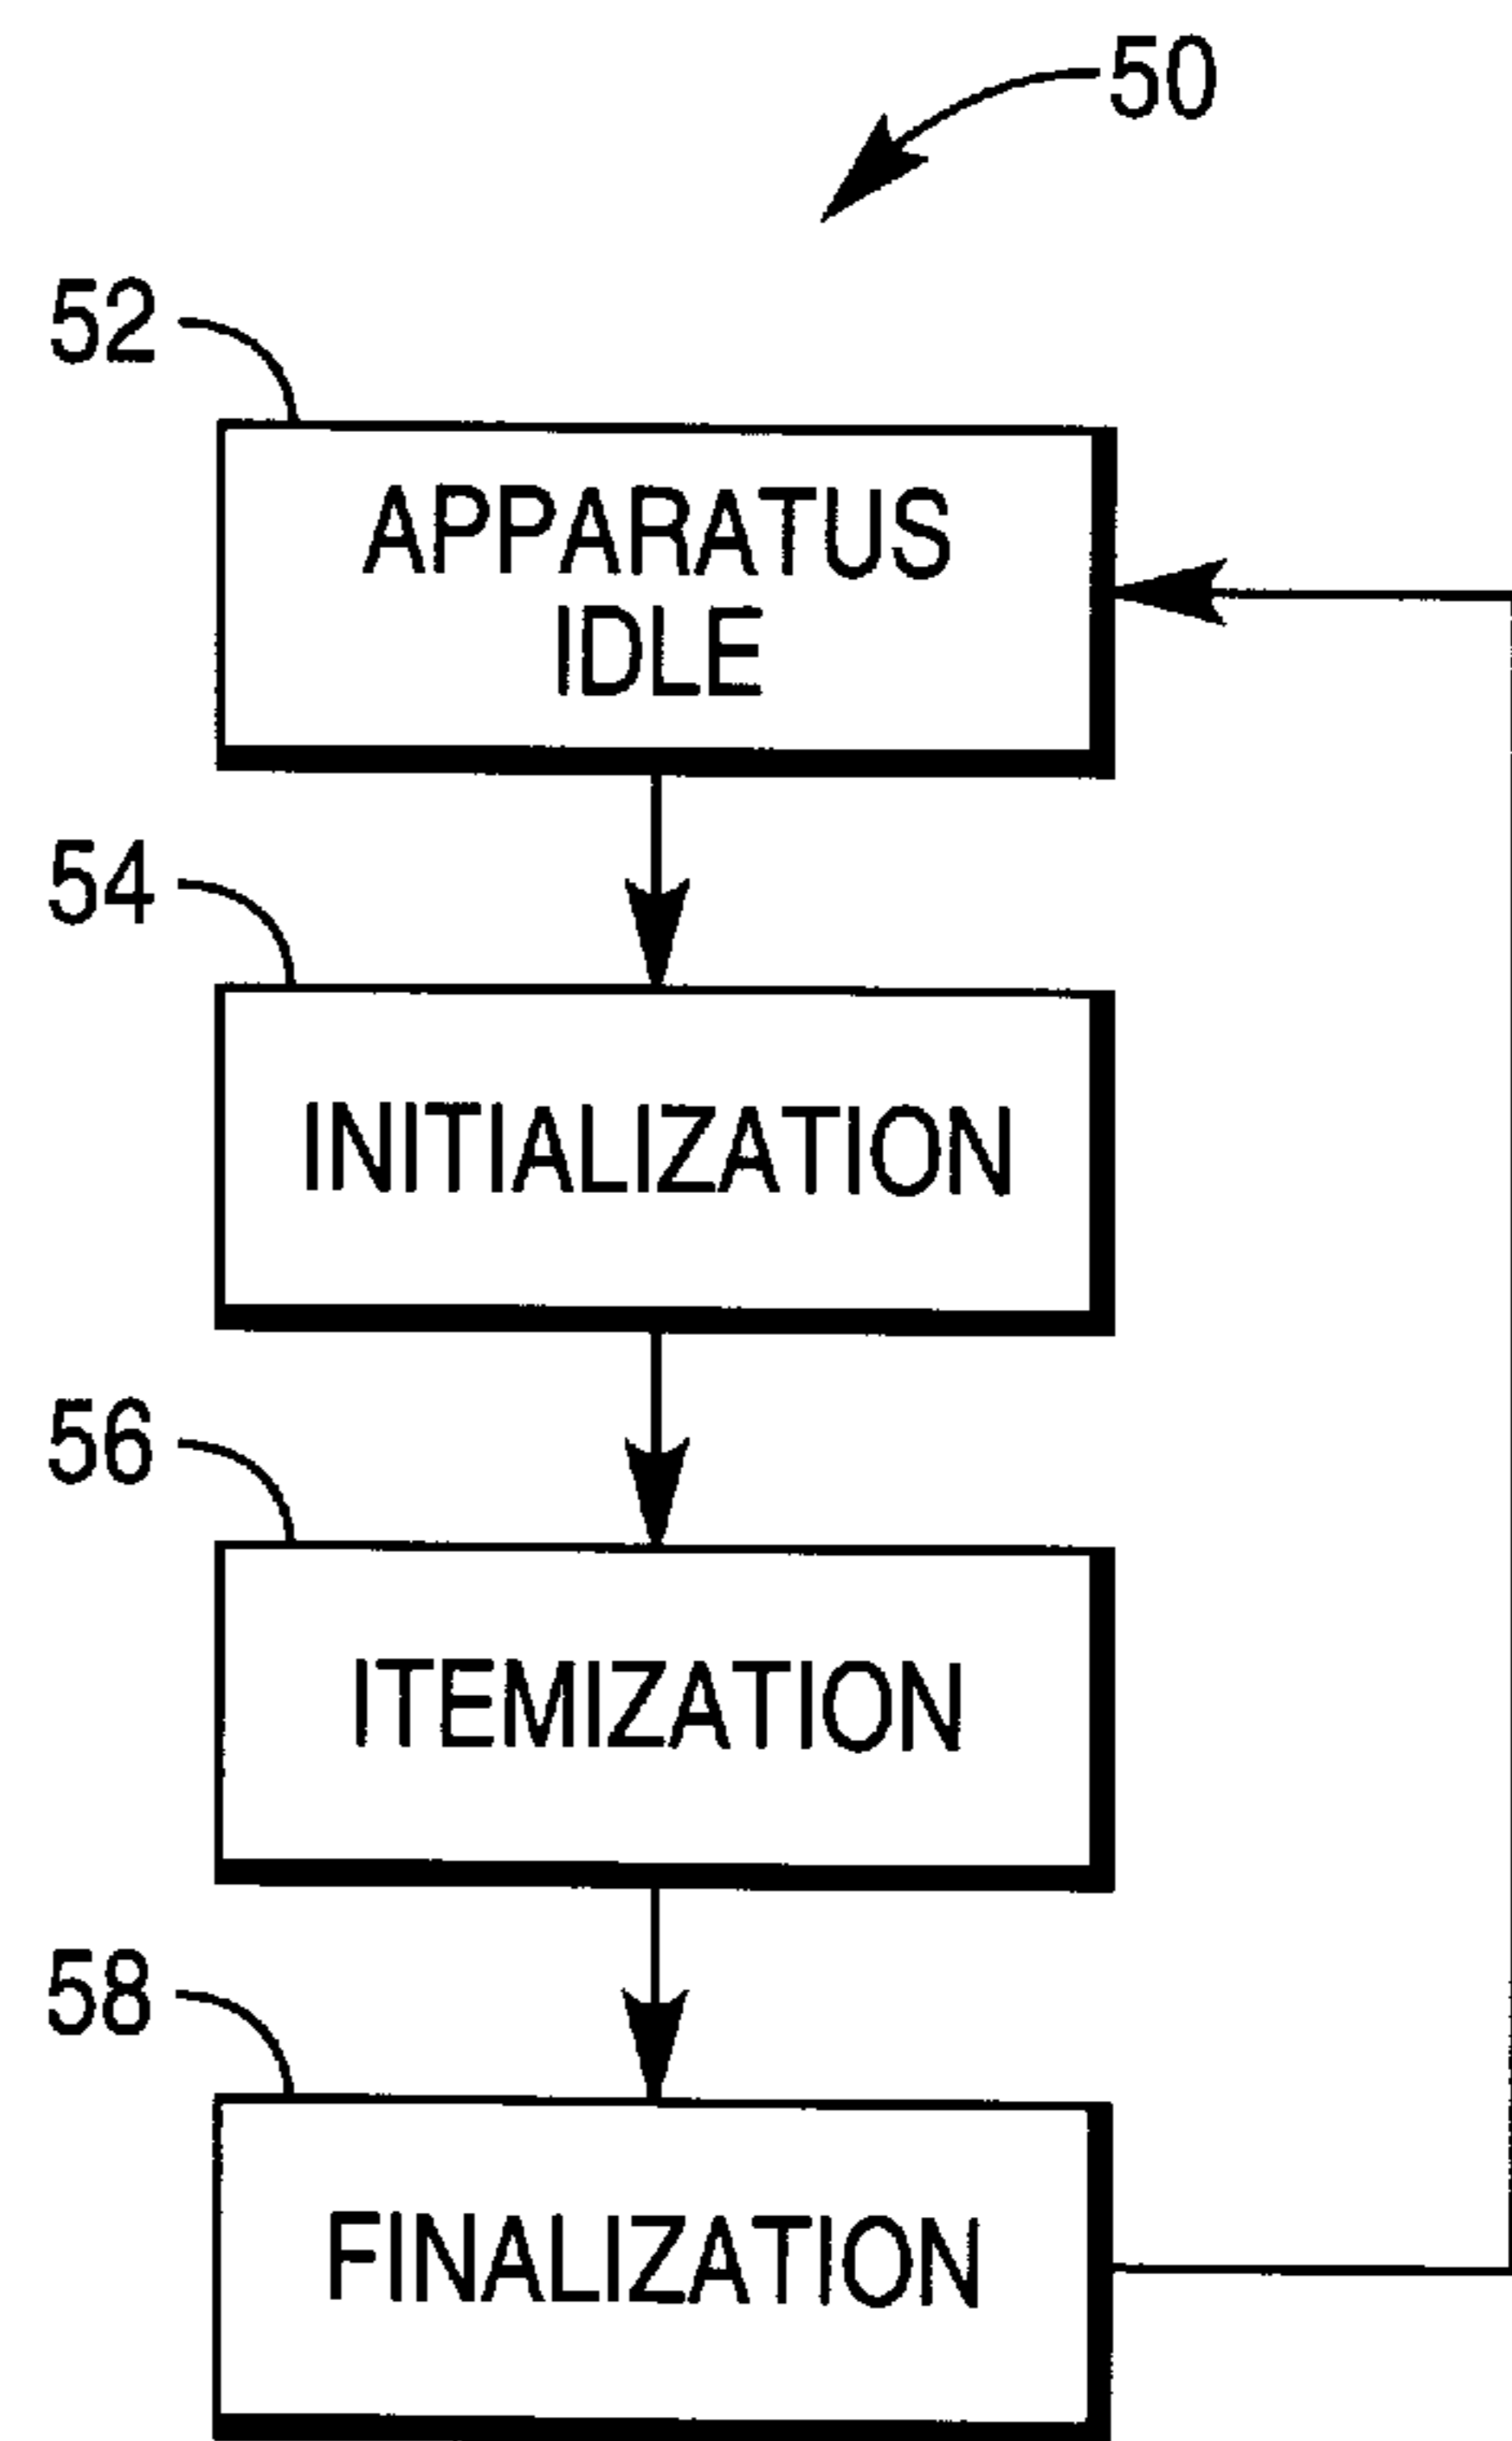 50
52
APPARATUS
IDLE
54
INITIALIZATION
56
ITEMIZATION
58
FINALIZATION